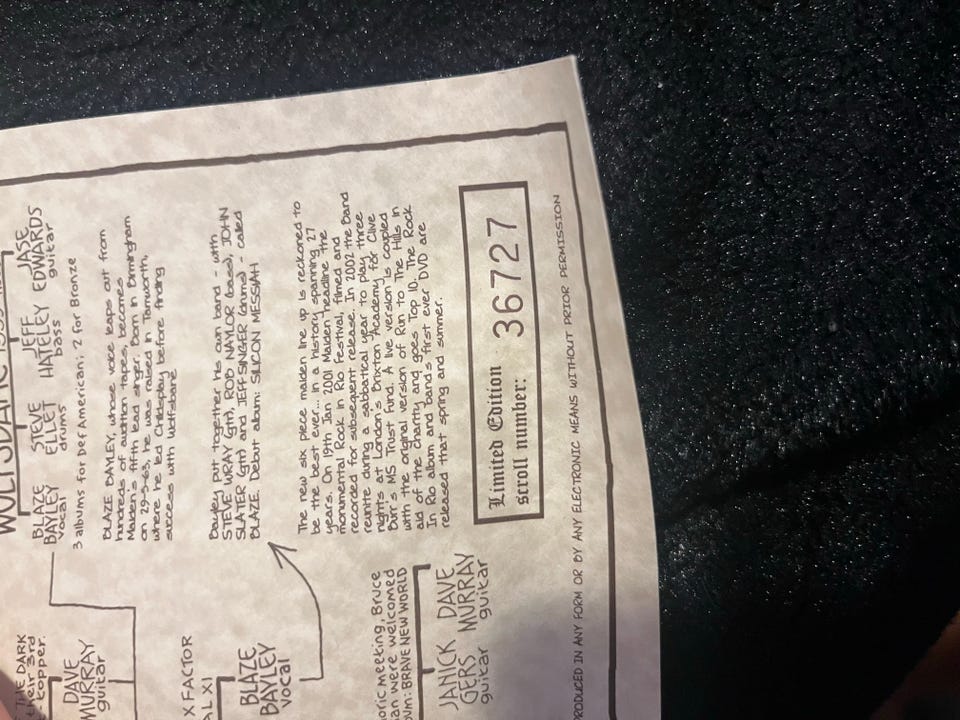 WOLFSBANE
BLAZE BAYLEY vocal
STEVE ELLET drums
JEFF HATELEY bass
JASE EDWARDS guitar
3 albums for Def American; 2 for Bronze
BLAZE BAYLEY, whose voice leaps out from
hundreds of audition tapes, becomes
Maiden's fifth lead singer. Born in Birmingham
on 29-5-63, he was raised in Tamworth,
where he led Childsplay before finding
success with Wolfsbane
Bayley put together his own band - with
STEVE WRAY (gtr), ROD NAYLOR (bass), JOHN
SLATER (gtr) and JEFF SINGER (drums) - called
BLAZE. Debut album: SILICON MESSIAH
The new six piece maiden line up is reckoned to
be the best ever... in a history spanning 27
years. On 19th Jan 2001 Maiden headline the
monumental Rock in Rio Festival, filmed and
recorded for subsequent release. In 2002 the band
reunite during a sabbatical year to play three
nights at London's Brixton Academy for Clive
Burr's MS Trust Fund. A live version is coupled
with the original version of Run to The Hills in
aid of the charity, and goes Top 10. The Rock
In Rio album and band's first ever DVD are
released that spring and summer.
Limited Edition
scroll number: 36727
THE DARK
their 3rd
copper.
DAVE MURRAY guitar
X FACTOR
AL XI
BLAZE BAYLEY vocal
oric meeting, Bruce
an were welcomed
bum: BRAVE NEW WORLD
JANICK GERS guitar
DAVE MURRAY guitar
PRODUCED IN ANY FORM OR BY ANY ELECTRONIC MEANS WITHOUT PRIOR PERMISSION